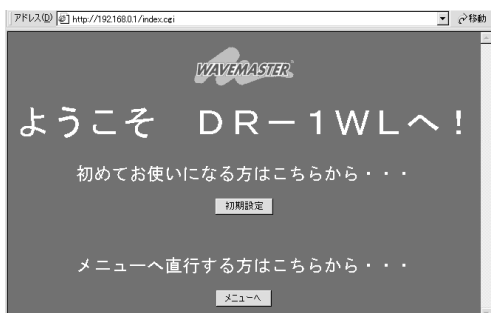 アドレス(D) http://192.168.0.1/index.cgi 移動
WAVEMASTER
ようこそ　ＤＲ－１ＷＬへ！
初めてお使いになる方はこちらから・・・
初期設定
メニューへ直行する方はこちらから・・・
メニューへ